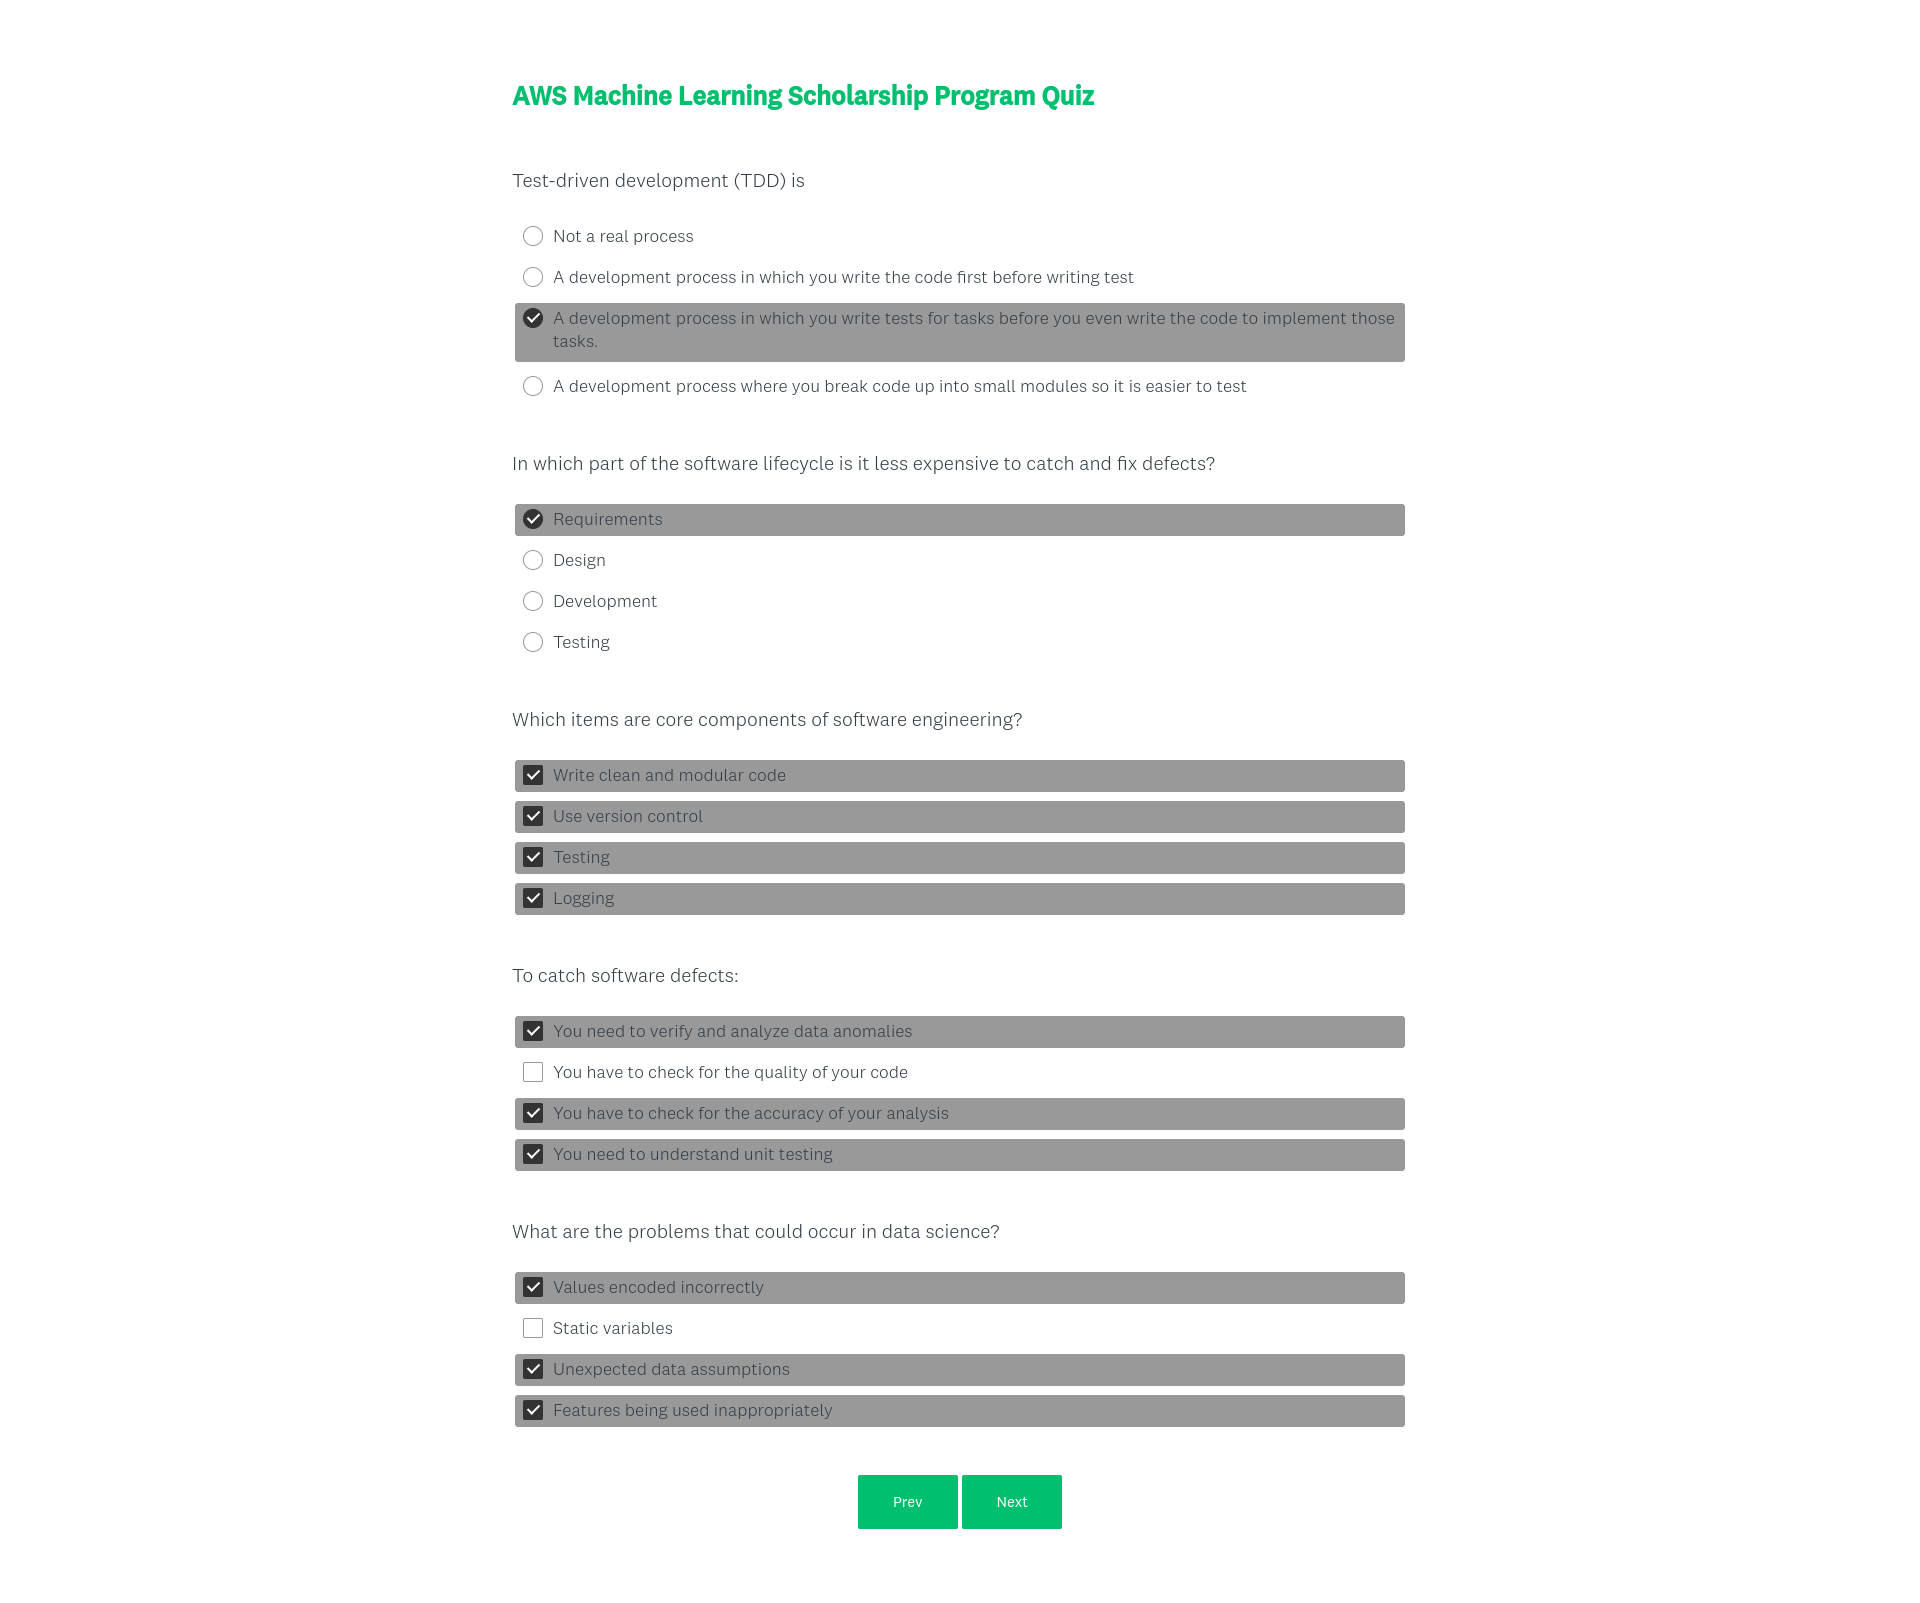 AWS Machine Learning Scholarship Program Quiz
Test-driven development (TDD) is
Not a real process
A development process in which you write the code first before writing test
A development process in which you write tests for tasks before you even write the code to implement those
tasks.
A development process where you break code up into small modules so it is easier to test
In which part of the software lifecycle is it less expensive to catch and fix defects?
Requirements
Design
Development
Testing
Which items are core components of software engineering?
Write clean and modular code
Use version control
Testing
Logging
To catch software defects:
You need to verify and analyze data anomalies
You have to check for the quality of your code
You have to check for the accuracy of your analysis
You need to understand unit testing
What are the problems that could occur in data science?
Values encoded incorrectly
Static variables
Unexpected data assumptions
Features being used inappropriately
Prev Next